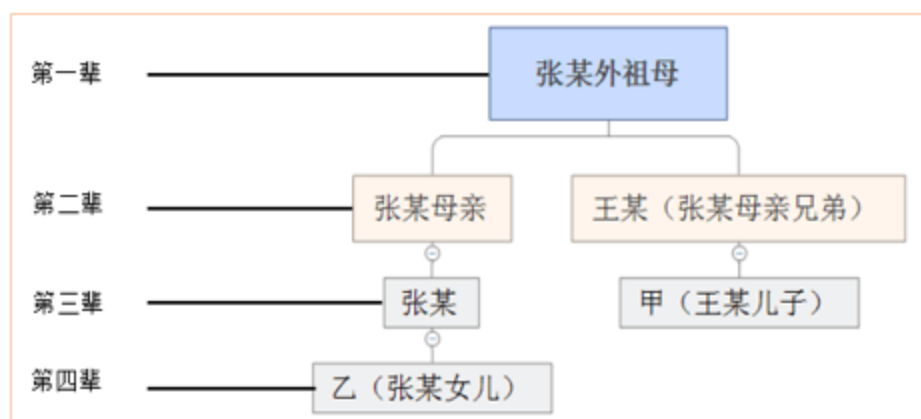 第一辈
张某外祖母
第二辈
张某母亲
王某（张某母亲兄弟）
第三辈
张某
甲（王某儿子）
第四辈
乙（张某女儿）